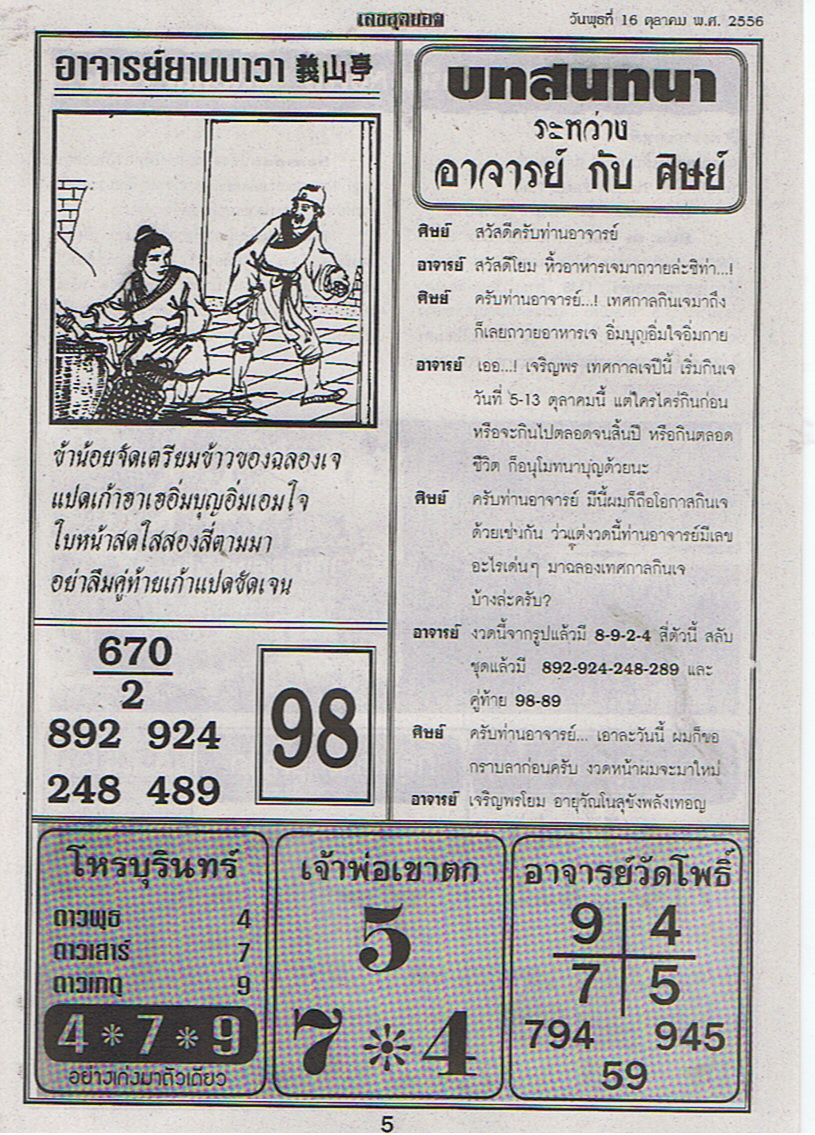 เลขสุดยอด
วันพุธที่ 16 ตุลาคม พ.ศ. 2556
อาจารย์ยานนาวา 義山亭
ข้าน้อยจัดเตรียมข้าวของฉลองเจ
แปดเก้าฮาเฮอิ่มบุญอิ่มเอมใจ
ใบหน้าสดใสสองสี่ตามมา
อย่าลืมคู่ท้ายเก้าแปดชัดเจน
670
2
892 924
248 489
98
บทสนทนา
ระหว่าง
อาจารย์ กับ ศิษย์
ศิษย์ สวัสดีครับท่านอาจารย์
อาจารย์ สวัสดีโยม หิ้วอาหารเจมาถวายล่ะซิท่า...!
ศิษย์ ครับท่านอาจารย์...! เทศกาลกินเจมาถึง
ก็เลยถวายอาหารเจ อิ่มบุญอิ่มใจอิ่มกาย
อาจารย์ เออ...! เจริญพร เทศกาลเจปีนี้ เริ่มกินเจ
วันที่ 5-13 ตุลาคมนี้ แต่ใครใคร่กินก่อน
หรือจะกินไปตลอดจนสิ้นปี หรือกินตลอด
ชีวิต ก็อนุโมทนาบุญด้วยนะ
ศิษย์ ครับท่านอาจารย์ มีนี้ผมก็ถือโอกาสกินเจ
ด้วยเช่นกัน ว่าแต่งวดนี้ท่านอาจารย์มีเลข
อะไรเด่นๆ มาฉลองเทศกาลกินเจ
บ้างล่ะครับ?
อาจารย์ งวดนี้จากรูปแล้วมี 8-9-2-4 สี่ตัวนี้ สลับ
ชุดแล้วมี 892-924-248-289 และ
คู่ท้าย 98-89
ศิษย์ ครับท่านอาจารย์... เอาละวันนี้ ผมก็ขอ
กราบลาก่อนครับ งวดหน้าผมจะมาใหม่
อาจารย์ เจริญพรโยม อายุวัณโนสุขังพลังเทอญ
โหรบุรินทร์
ดาวพุธ 4
ดาวเสาร์ 7
ดาวเกตุ 9
4 * 7 * 9
อย่างเก่งมาตัวเดียว
เจ้าพ่อเขาตก
5
7 * 4
อาจารย์วัดโพธิ์
9 4
7 5
794 945
59
5